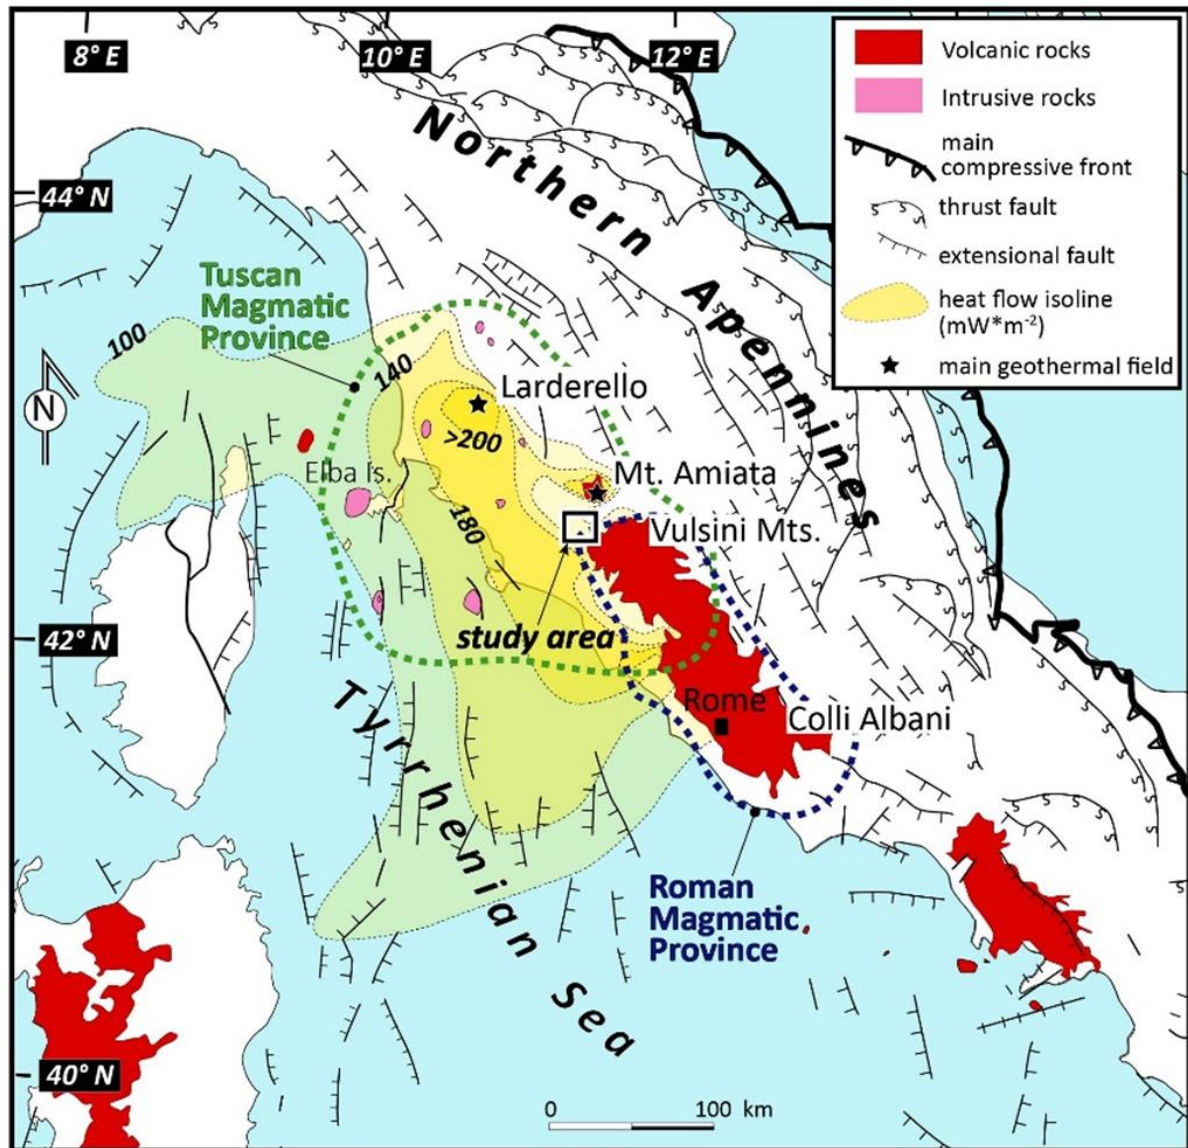 8° E
10° E
12° E
44° N
42° N
40° N
Volcanic rocks
Intrusive rocks
main
compressive front
thrust fault
extensional fault
heat flow isoline
(mW*m⁻²)
main geothermal field
Northern Apennines
Tuscan
Magmatic
Province
100
140
N
Larderello
>200
Elba Is.
Mt. Amiata
180
Vulsini Mts.
study area
Rome
Colli Albani
Tyrrhenian Sea
Roman
Magmatic
Province
0 100 km